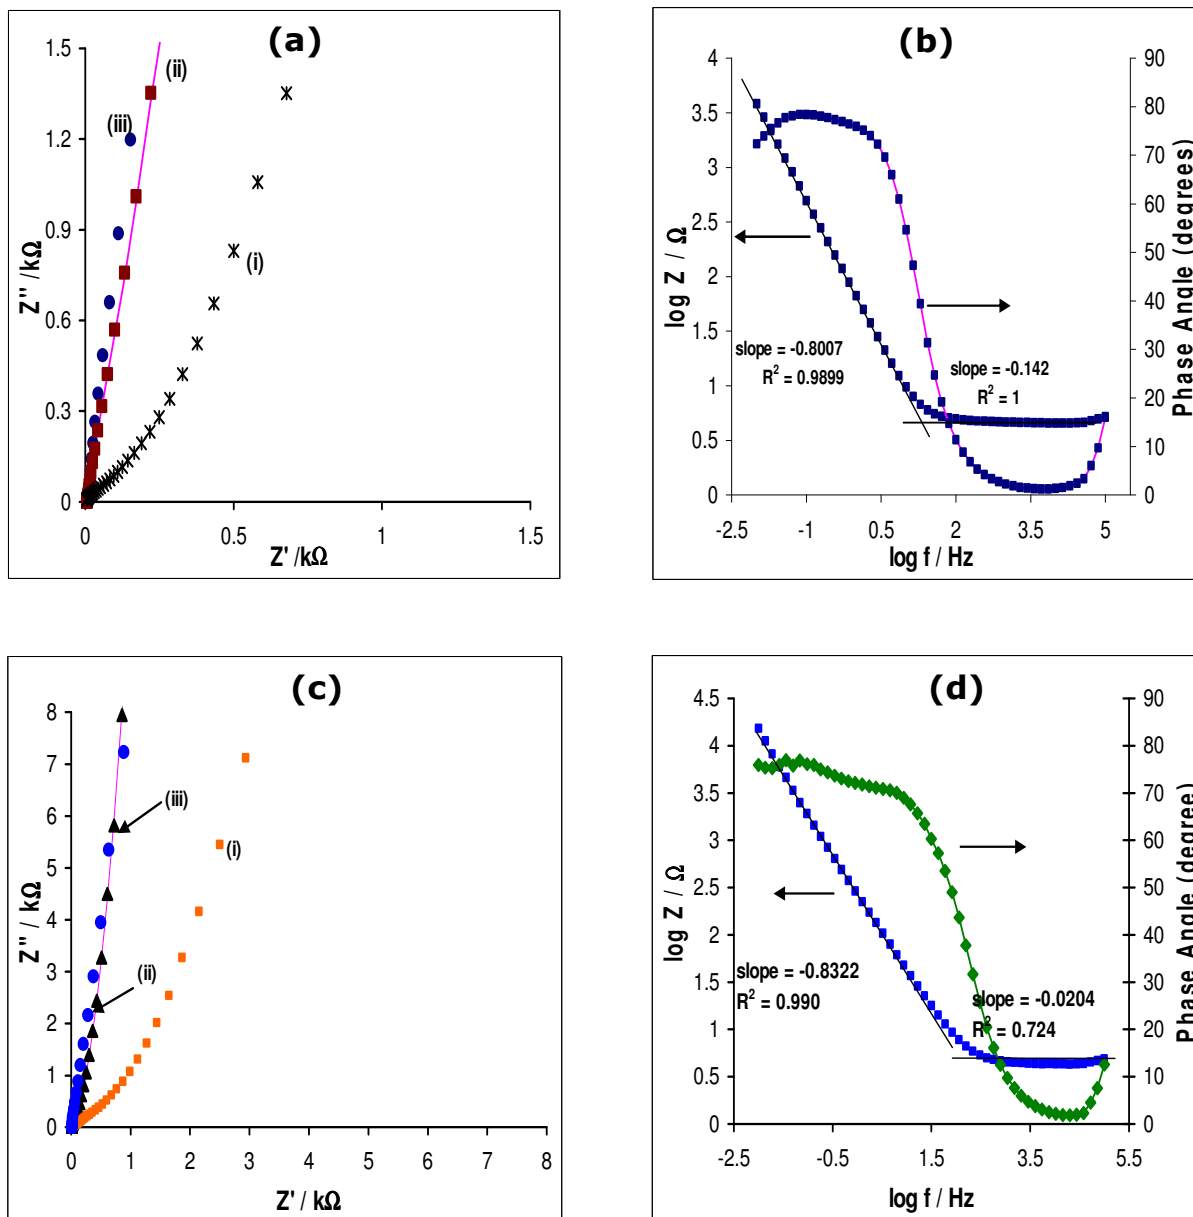 (a)
1.5
1.2
0.9
0.6
0.3
0
Z'' /kΩ
(ii)
(iii)
(i)
0
0.5
1
1.5
Z' /kΩ
(b)
4
3.5
3
2.5
2
1.5
1
0.5
0
log Z / Ω
90
80
70
60
50
40
30
20
10
0
Phase Angle (degrees)
slope = -0.8007
R² = 0.9899
slope = -0.142
R² = 1
-2.5
-1
0.5
2
3.5
5
log f / Hz
(c)
8
7
6
5
4
3
2
1
0
Z'' / kΩ
(iii)
(i)
(ii)
0
1
2
3
4
5
6
7
8
Z' / kΩ
(d)
4.5
4
3.5
3
2.5
2
1.5
1
0.5
0
log Z / Ω
90
80
70
60
50
40
30
20
10
0
Phase Angle (degree)
slope = -0.8322
R² = 0.990
slope = -0.0204
R² = 0.724
-2.5
-0.5
1.5
3.5
5.5
log f / Hz